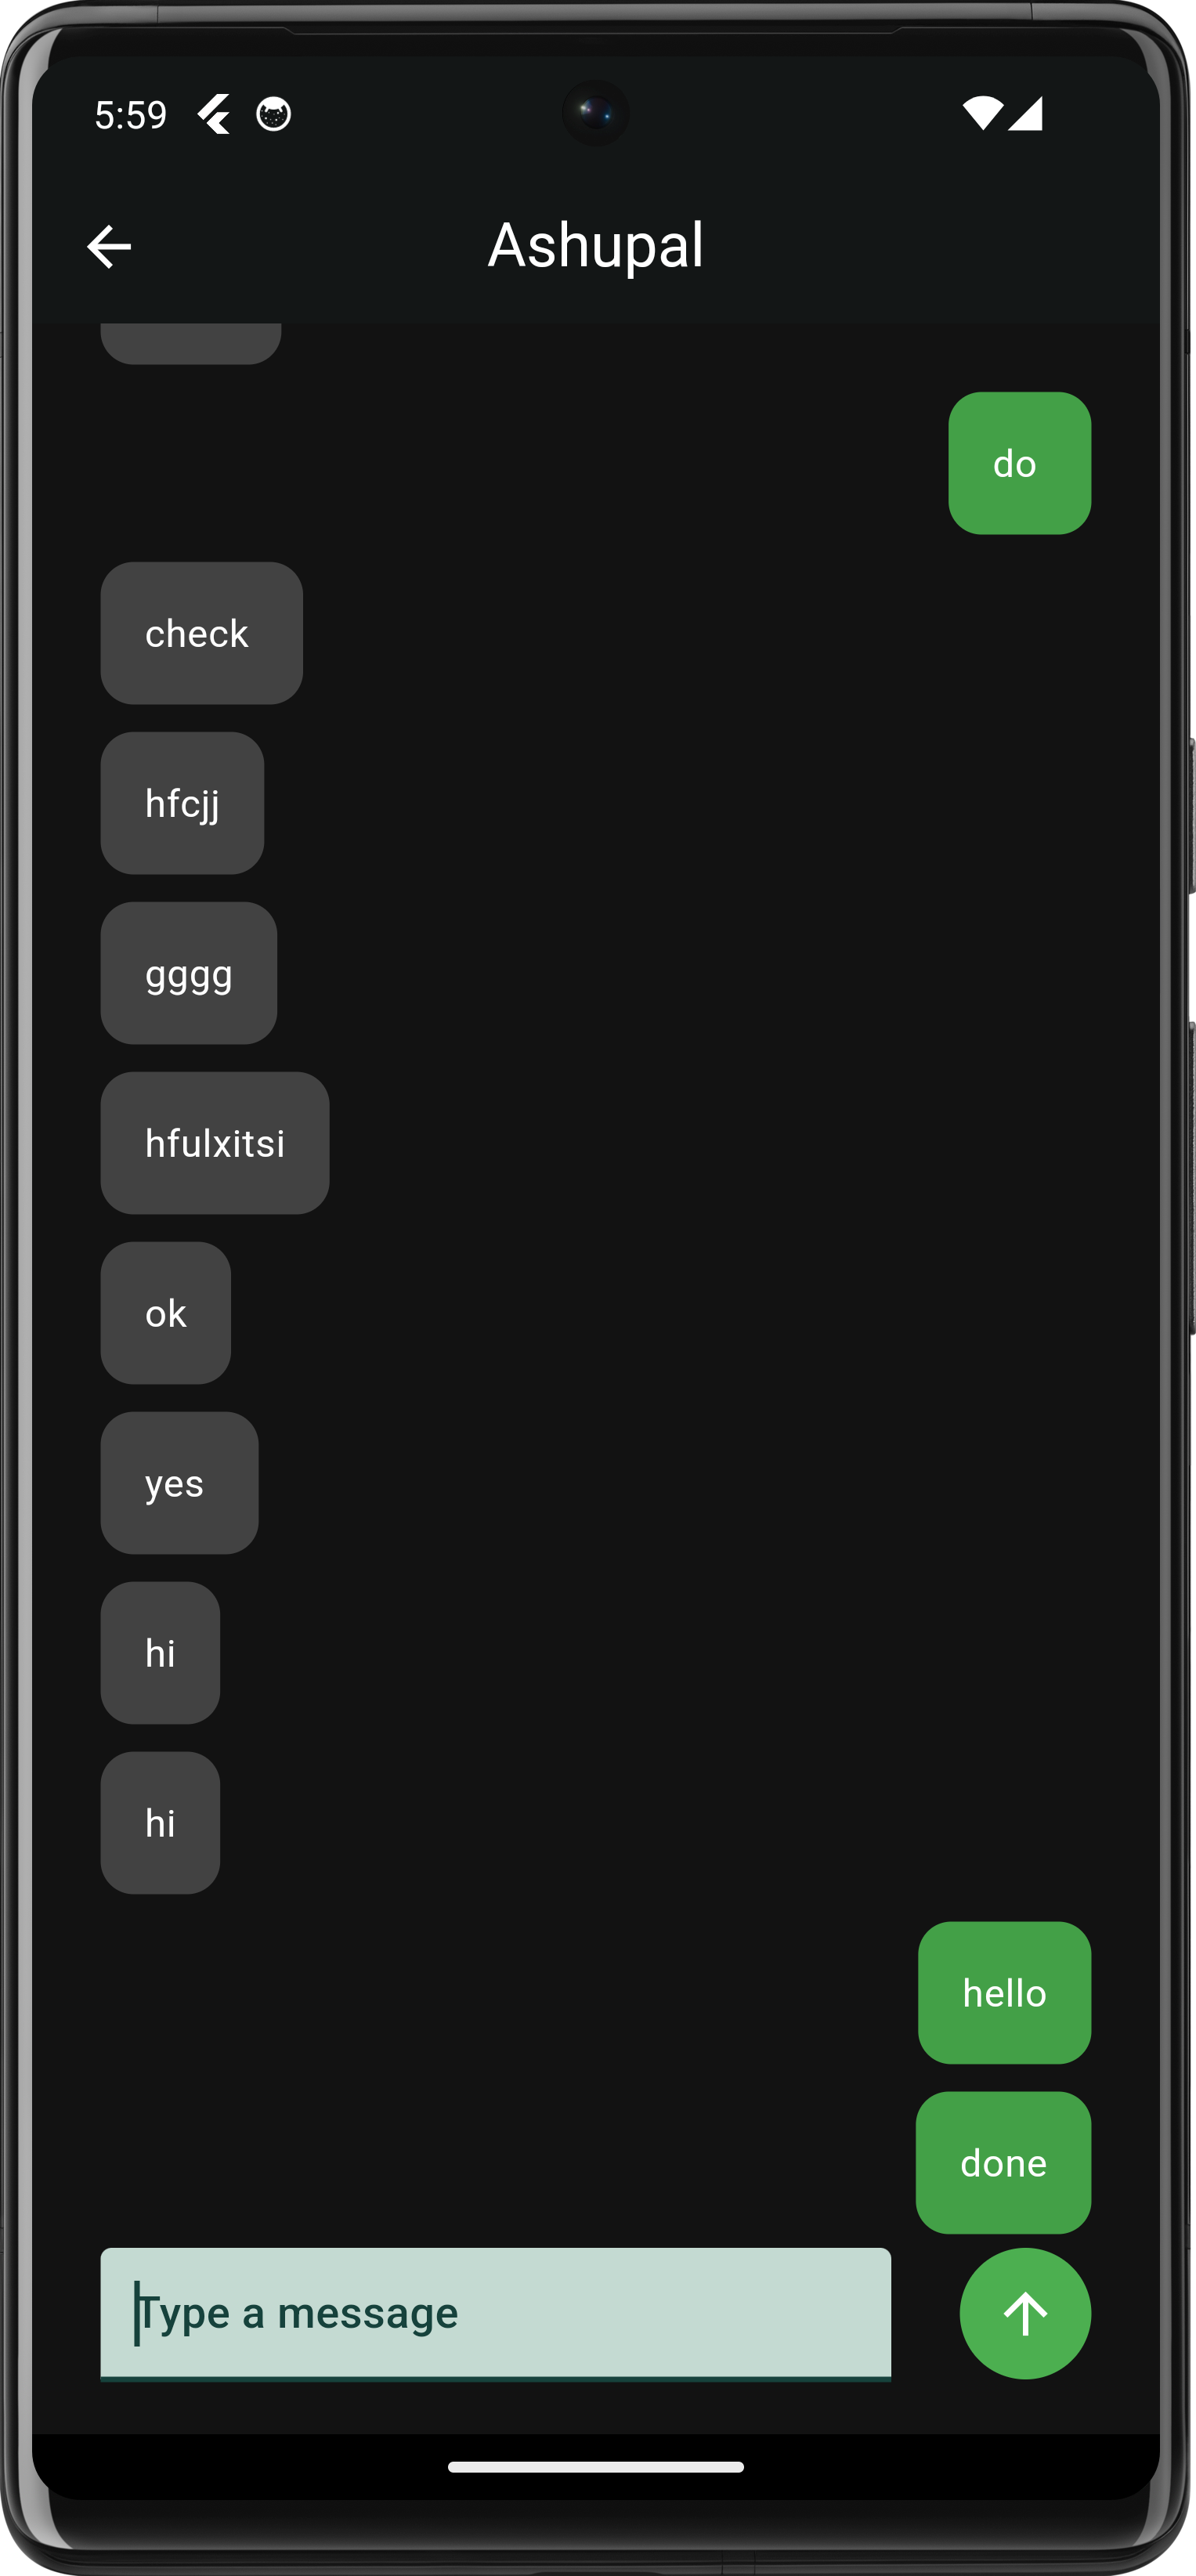 5:59
Ashupal
do
check
hfcjj
gggg
hfulxitsi
ok
yes
hi
hi
hello
done
Type a message